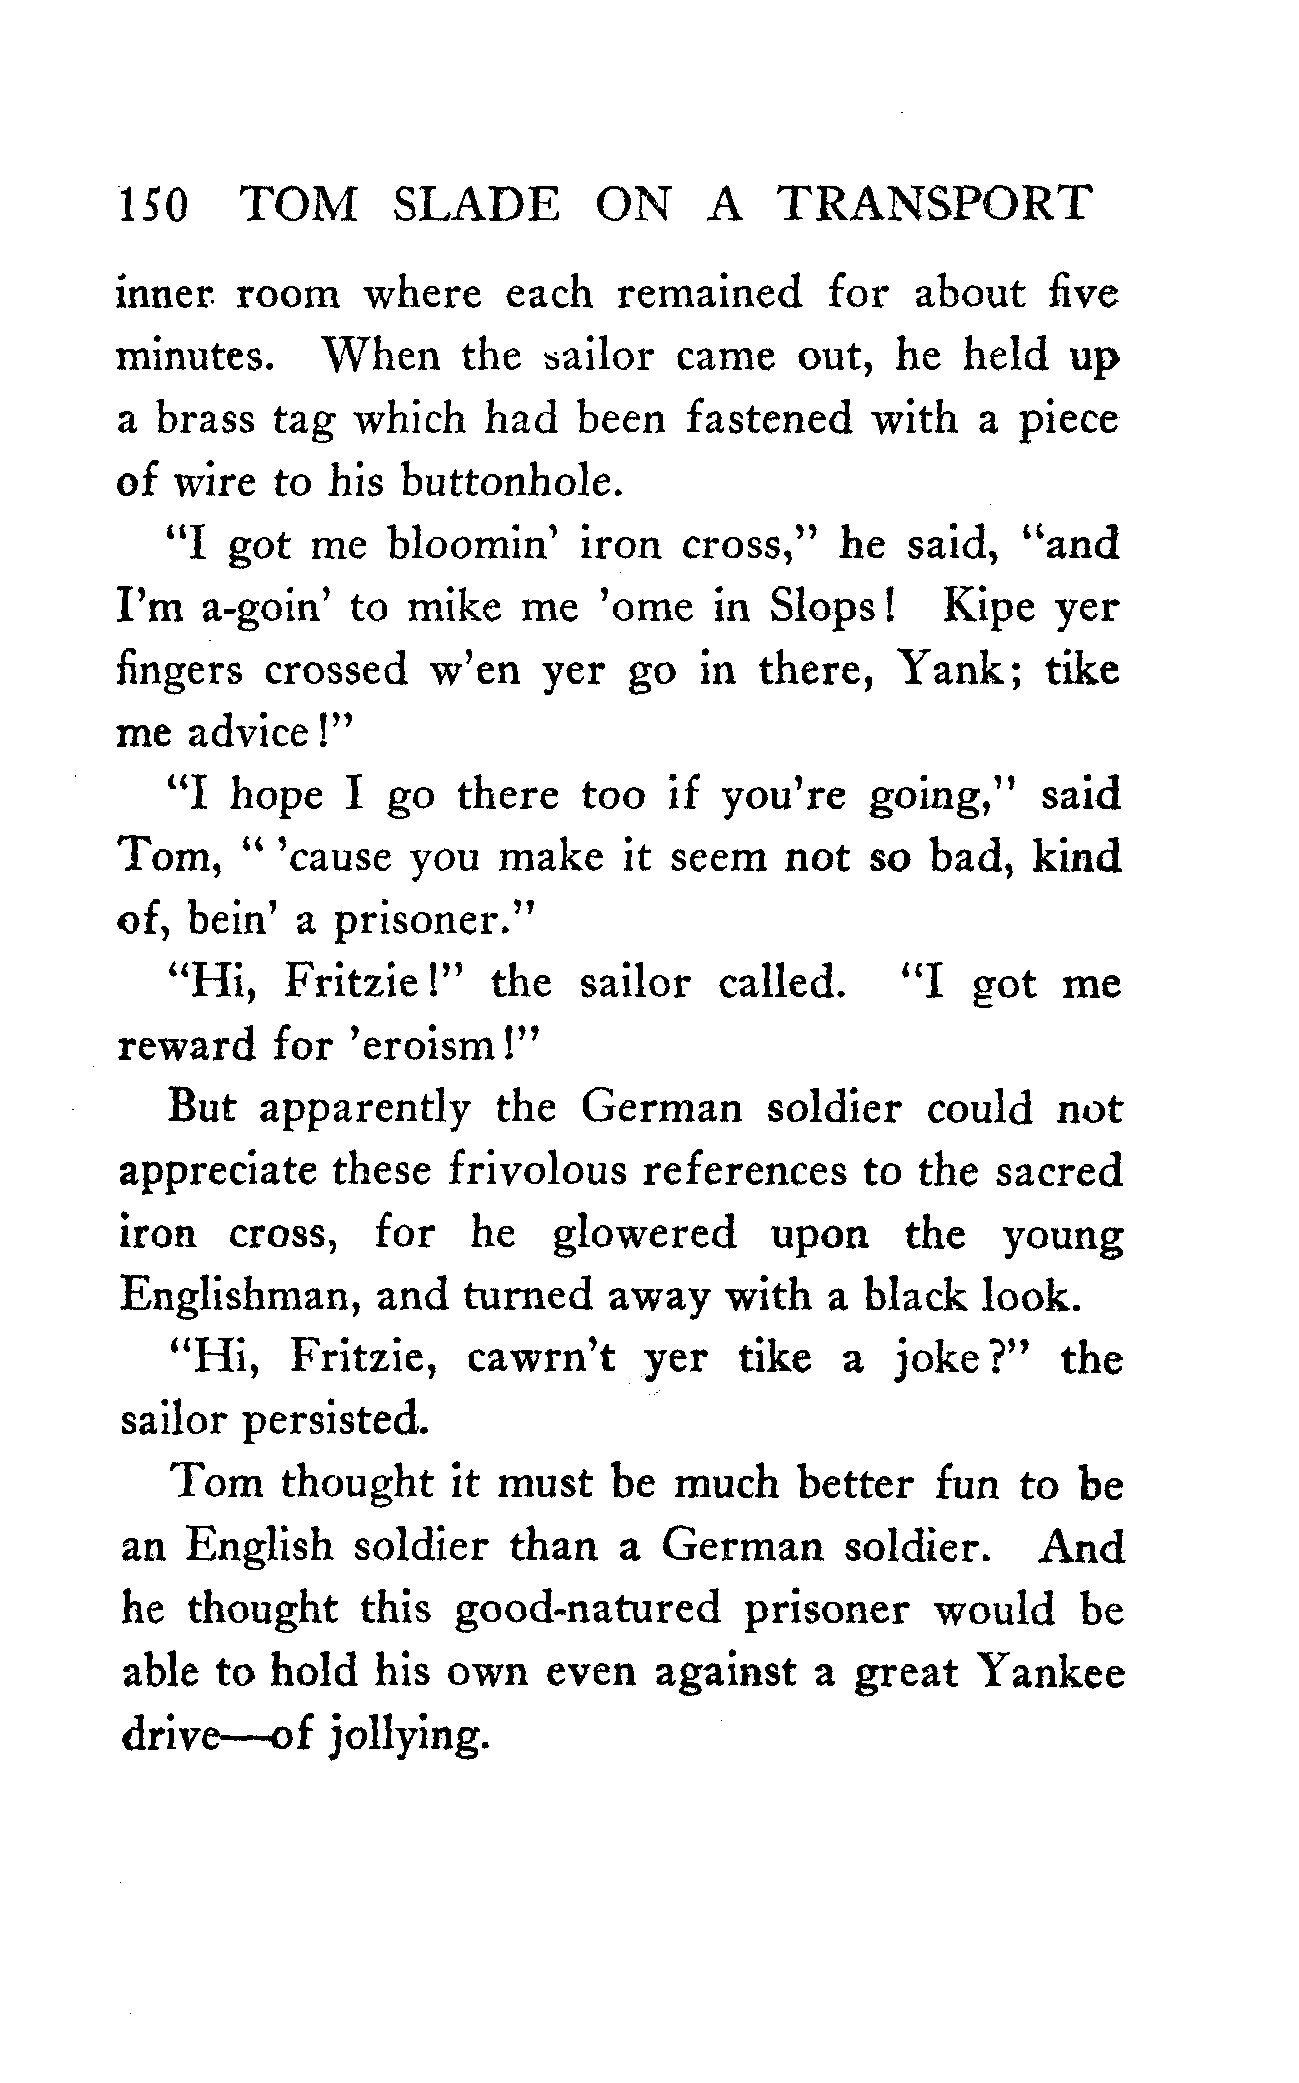 150 TOM SLADE ON A TRANSPORT
inner room where each remained for about five
minutes. When the sailor came out, he held up
a brass tag which had been fastened with a piece
of wire to his buttonhole.
"I got me bloomin' iron cross," he said, "and
I'm a-goin' to mike me 'ome in Slops! Kipe yer
fingers crossed w'en yer go in there, Yank; tike
me advice!"
"I hope I go there too if you're going," said
Tom, " 'cause you make it seem not so bad, kind
of, bein' a prisoner."
"Hi, Fritzie!" the sailor called. "I got me
reward for 'eroism!"
But apparently the German soldier could not
appreciate these frivolous references to the sacred
iron cross, for he glowered upon the young
Englishman, and turned away with a black look.
"Hi, Fritzie, cawrn't yer tike a joke?" the
sailor persisted.
Tom thought it must be much better fun to be
an English soldier than a German soldier. And
he thought this good-natured prisoner would be
able to hold his own even against a great Yankee
drive—of jollying.